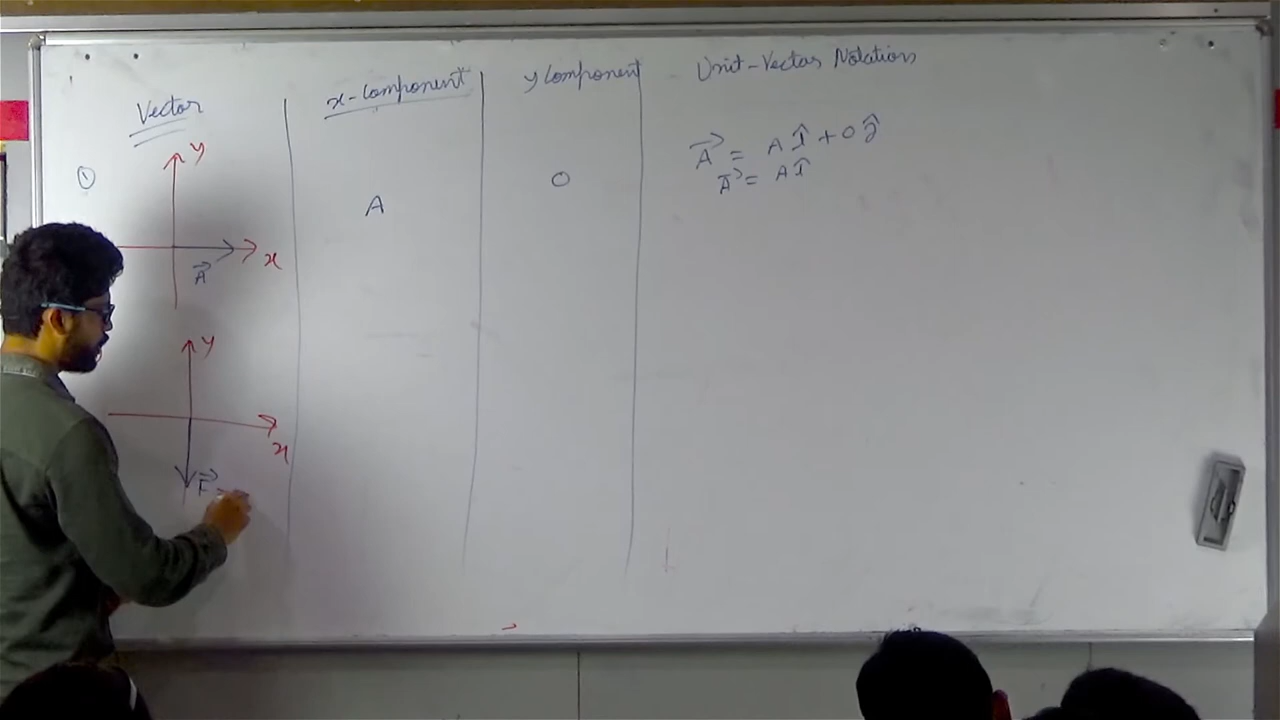 Vector
x-Component
y Component
Unit-Vector Notation
①
y
x
A⃗
A
0
A⃗ = A î + 0 ĵ
A⃗ = A î
y
x
F⃗